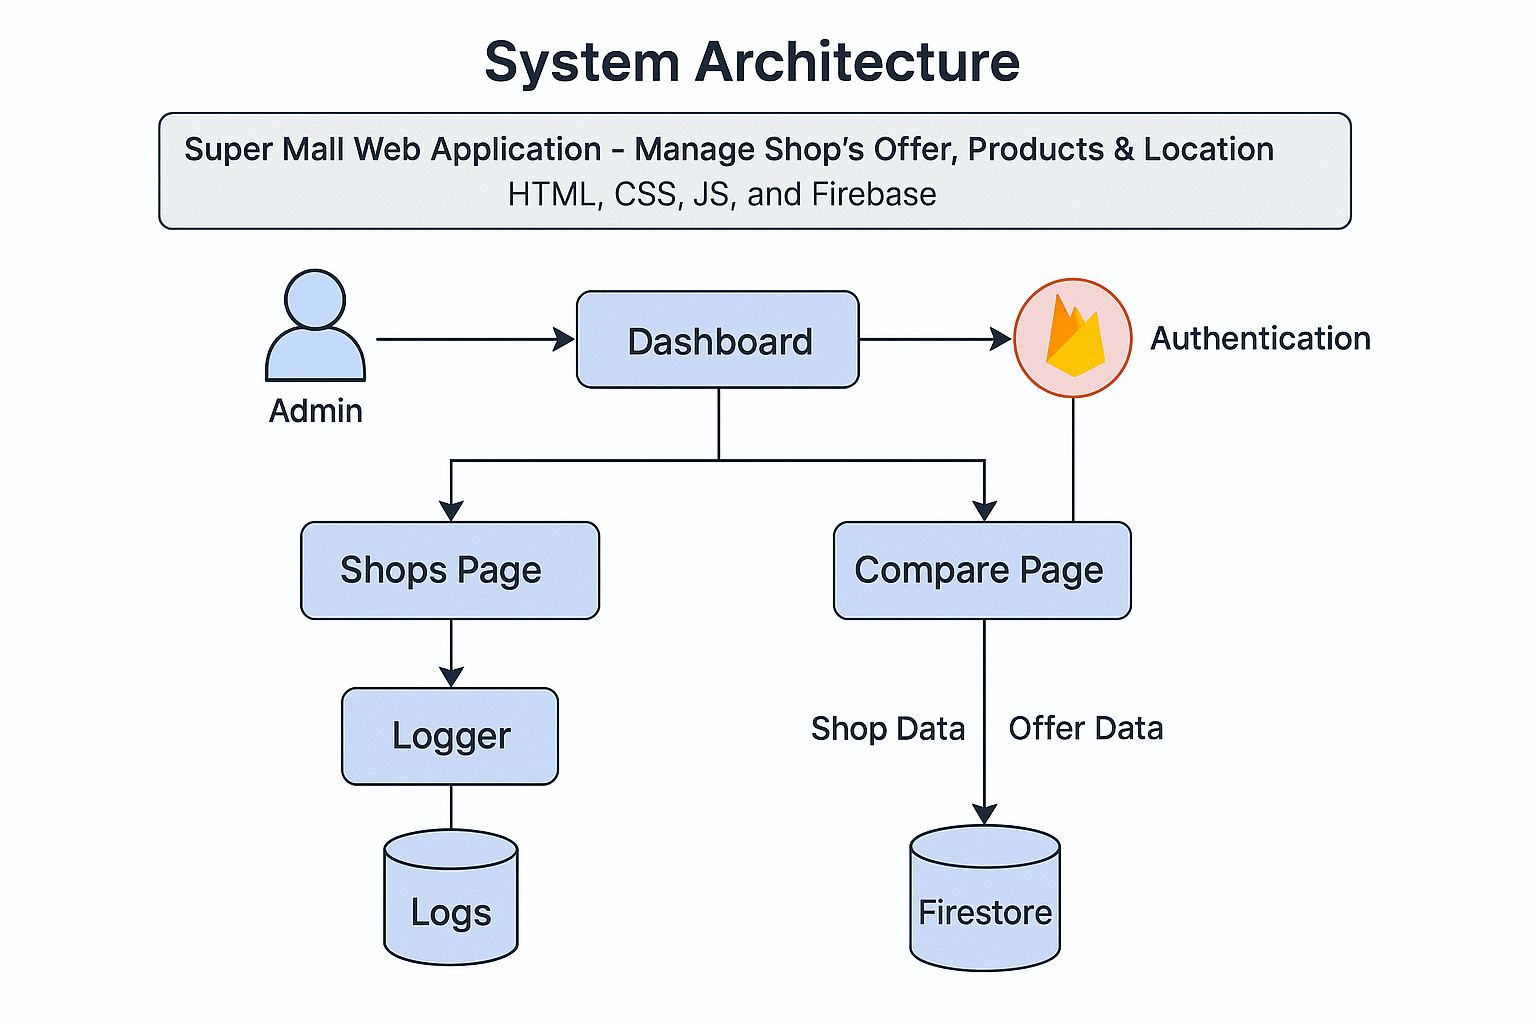 System Architecture
Super Mall Web Application - Manage Shop's Offer, Products & Location
HTML, CSS, JS, and Firebase
Dashboard
Authentication
Admin
Shops Page
Compare Page
Logger
Shop Data
Offer Data
Logs
Firestore